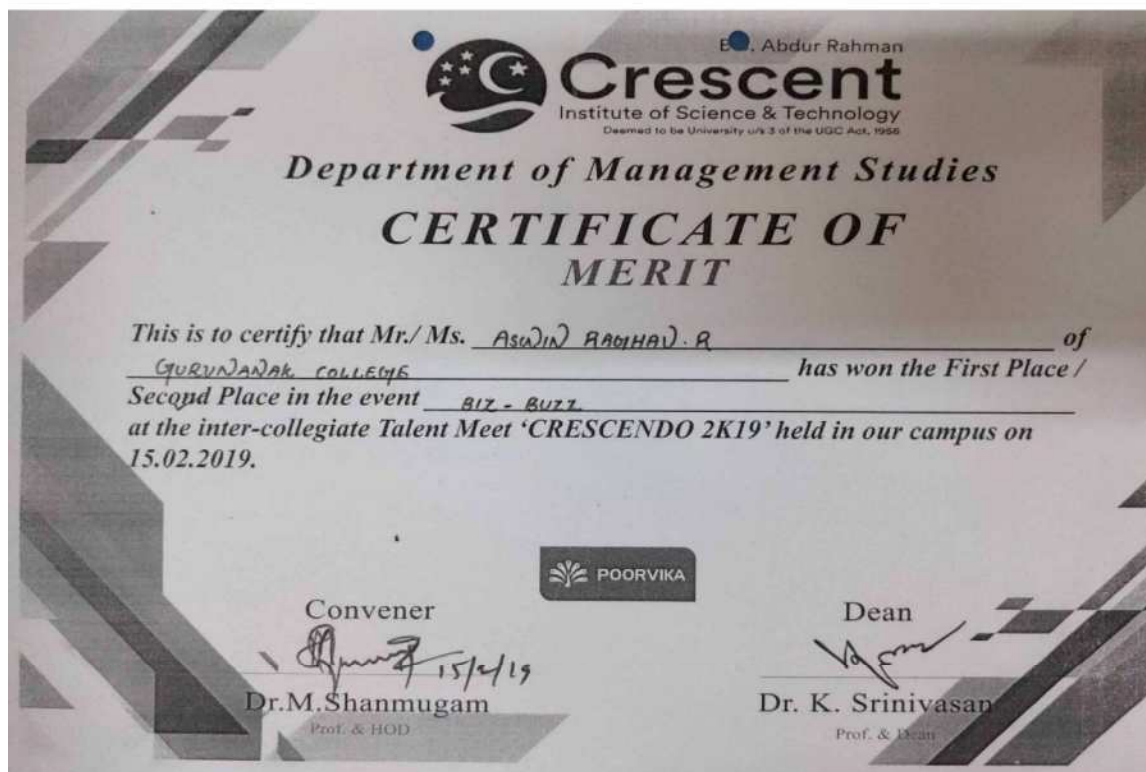 B.S. Abdur Rahman
Crescent
Institute of Science & Technology
Deemed to be University u/s 3 of the UGC Act, 1956
Department of Management Studies
CERTIFICATE OF
MERIT
This is to certify that Mr./ Ms. ASWIN RAGHAV. R of
GURUNANAK COLLEGE has won the First Place /
Second Place in the event BIZ - BUZZ
at the inter-collegiate Talent Meet ‘CRESCENDO 2K19’ held in our campus on
15.02.2019.
POORVIKA
Convener Dean
15/2/19
Dr.M.Shanmugam Dr. K. Srinivasan
Prof. & HOD Prof. & Dean